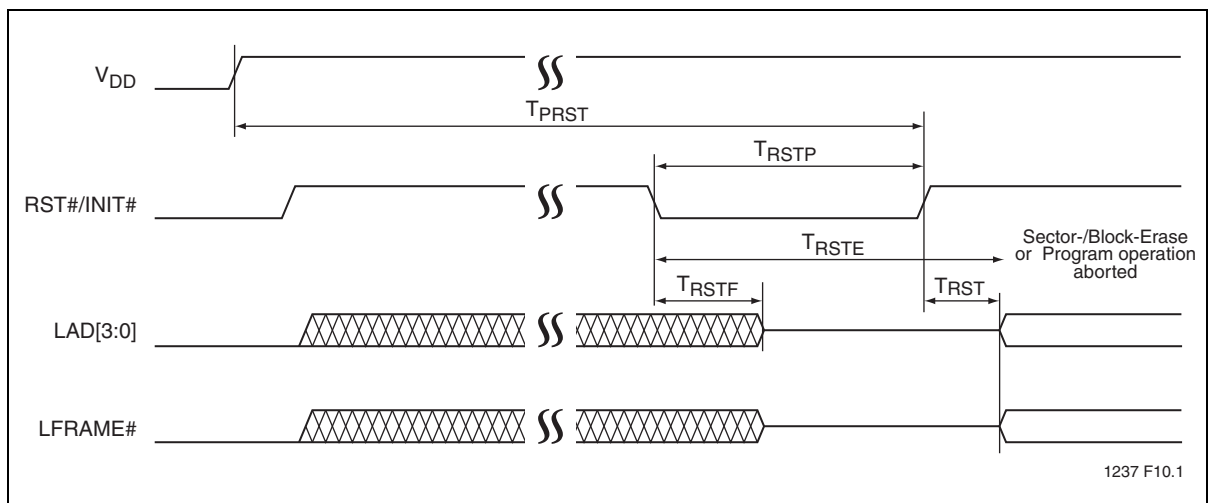 VDD
TPRST
TRSTP
RST#/INIT#
TRSTE
Sector-/Block-Erase
or Program operation
aborted
TRSTF
TRST
LAD[3:0]
LFRAME#
1237 F10.1